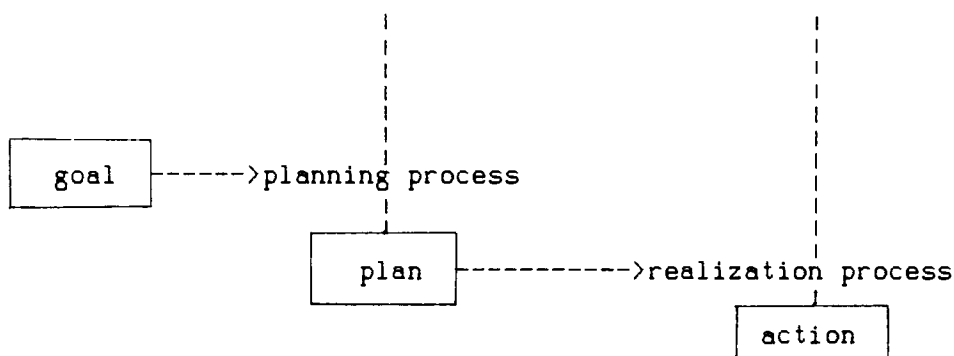 goal ------>planning process
plan ----------->realization process
action